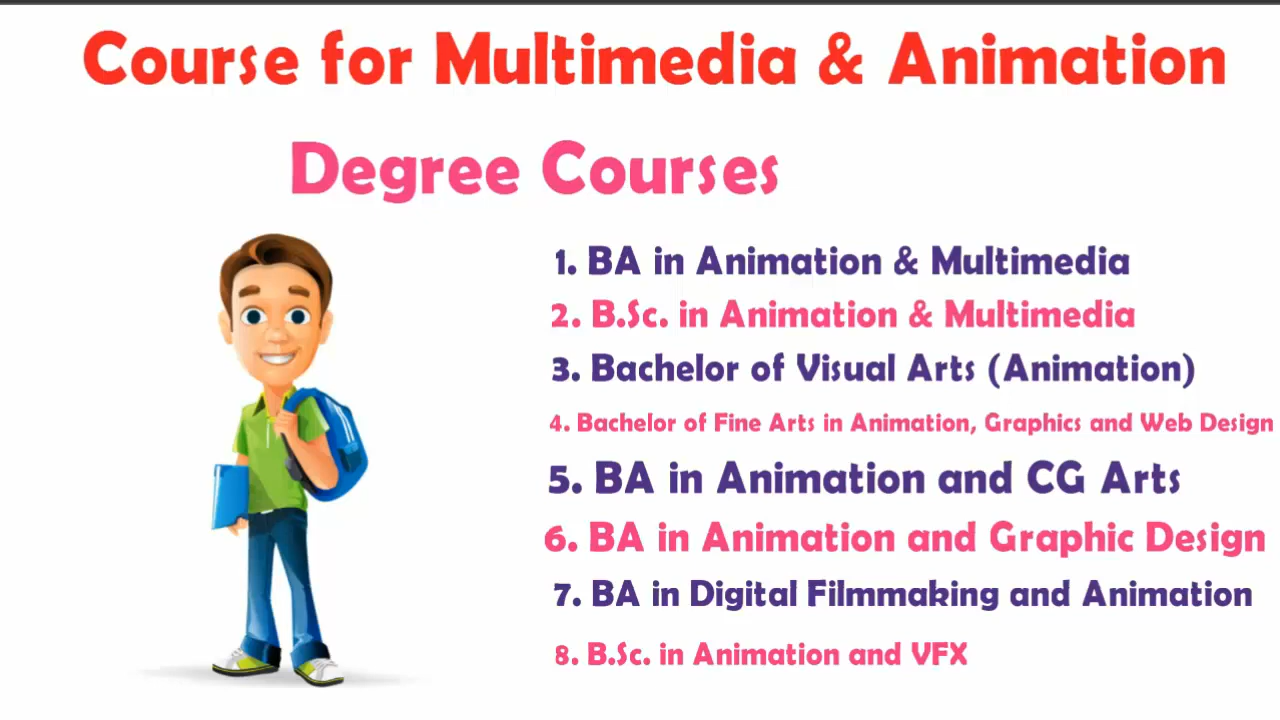 Course for Multimedia & Animation
Degree Courses
1. BA in Animation & Multimedia
2. B.Sc. in Animation & Multimedia
3. Bachelor of Visual Arts (Animation)
4. Bachelor of Fine Arts in Animation, Graphics and Web Design
5. BA in Animation and CG Arts
6. BA in Animation and Graphic Design
7. BA in Digital Filmmaking and Animation
8. B.Sc. in Animation and VFX